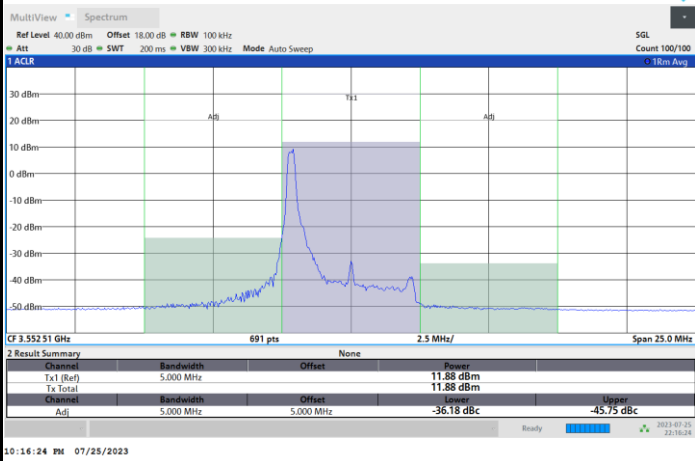 MultiView Spectrum
Ref Level 40.00 dBm Offset 18.00 dB RBW 100 kHz SGL
Att 30 dB SWT 200 ms VBW 300 kHz Mode Auto Sweep Count 100/100
1 ACLR 1Rm Avg
30 dBm
Tx1
20 dBm
Adj Adj
10 dBm
0 dBm
-10 dBm
-20 dBm
-30 dBm
-40 dBm
-50 dBm
CF 3.55251 GHz 691 pts 2.5 MHz/ Span 25.0 MHz
2 Result Summary None
Channel Bandwidth Offset Power
Tx1 (Ref) 5.000 MHz 11.88 dBm
Tx Total 11.88 dBm
Channel Bandwidth Offset Lower Upper
Adj 5.000 MHz 5.000 MHz -36.18 dBc -45.75 dBc
Ready 2023-07-25
22:16:24
10:16:24 PM 07/25/2023